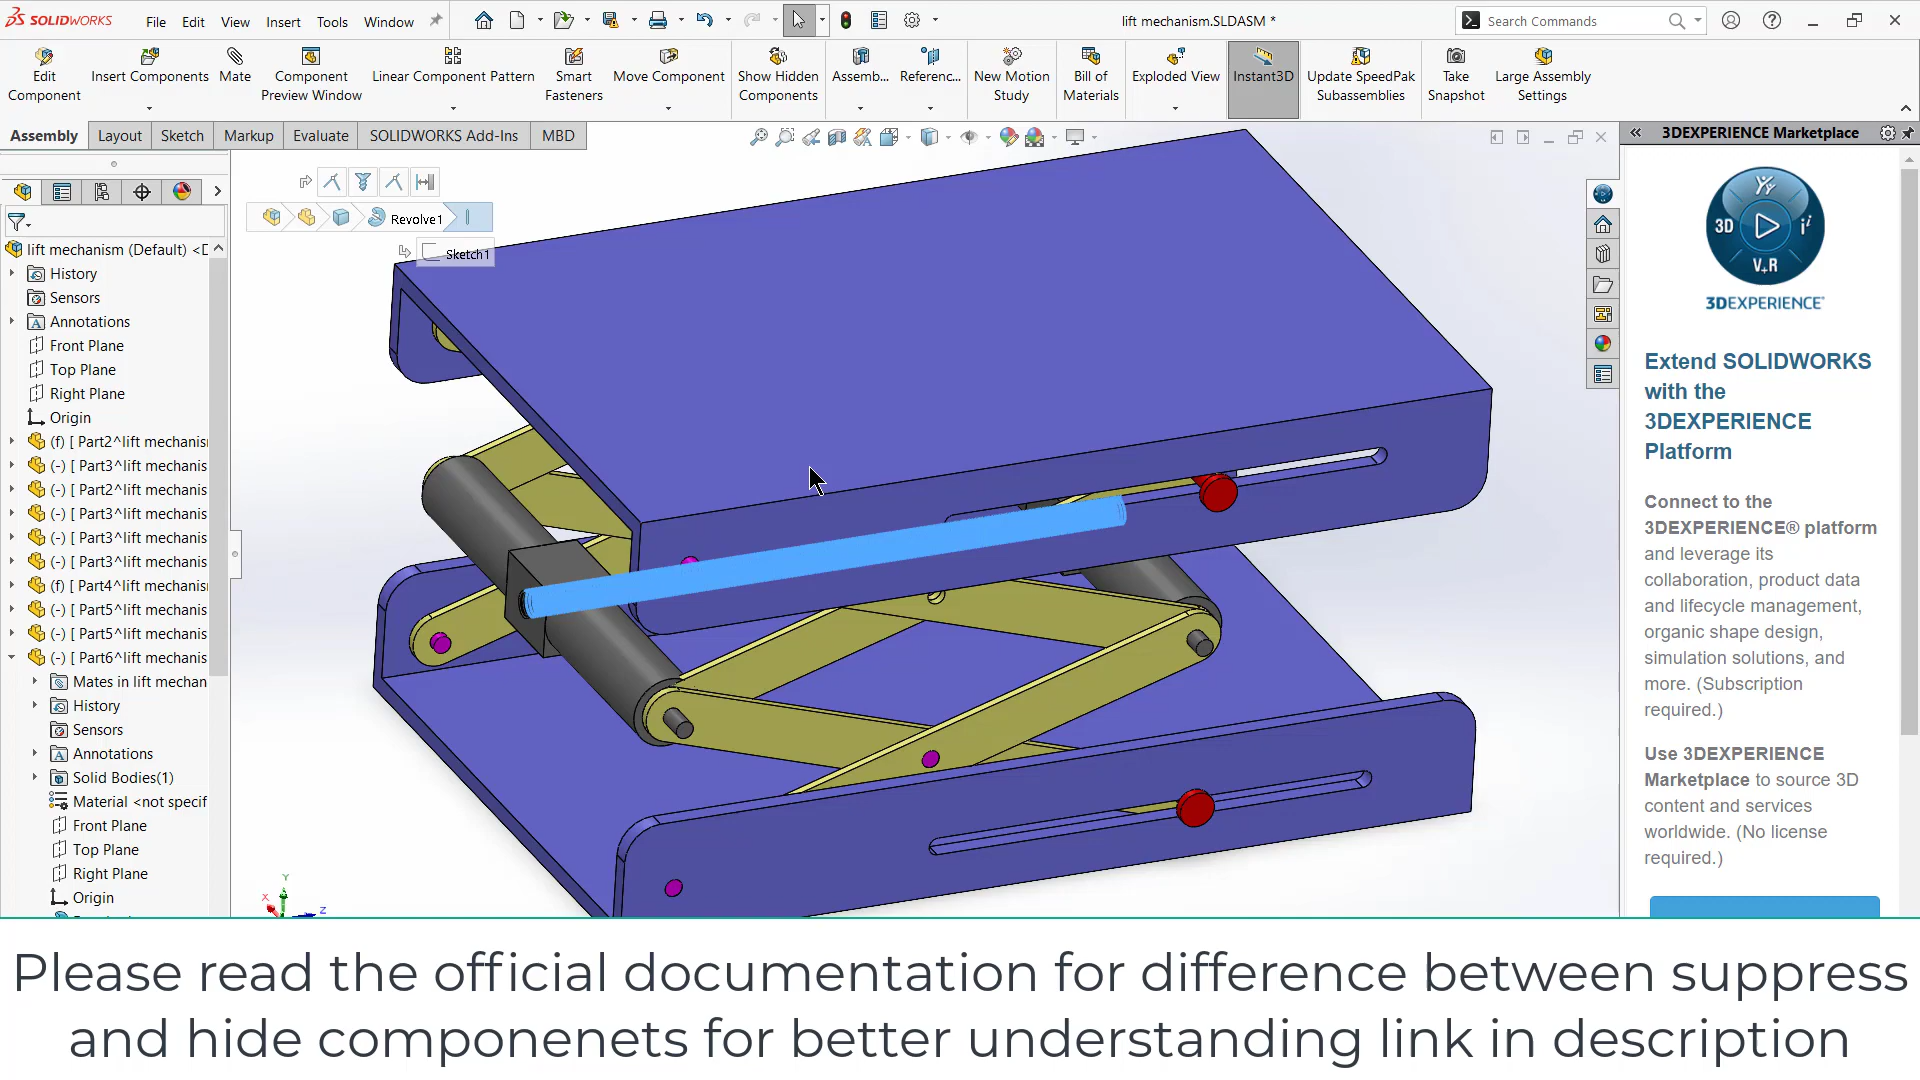 SOLIDWORKS
File Edit View Insert Tools Window
lift mechanism.SLDASM *
Search Commands
Edit Component
Insert Components
Mate
Component Preview Window
Linear Component Pattern
Smart Fasteners
Move Component
Show Hidden Components
Assemb...
Referenc...
New Motion Study
Bill of Materials
Exploded View
Instant3D
Update SpeedPak Subassemblies
Take Snapshot
Large Assembly Settings
Assembly Layout Sketch Markup Evaluate SOLIDWORKS Add-Ins MBD
3DEXPERIENCE Marketplace
Revolve1
Sketch1
lift mechanism (Default) <D
History
Sensors
Annotations
Front Plane
Top Plane
Right Plane
Origin
(f) [ Part2^lift mechanis
(-) [ Part3^lift mechanis
(-) [ Part2^lift mechanis
(-) [ Part3^lift mechanis
(-) [ Part3^lift mechanis
(-) [ Part3^lift mechanis
(f) [ Part4^lift mechanis
(-) [ Part5^lift mechanis
(-) [ Part5^lift mechanis
(-) [ Part6^lift mechanis
Mates in lift mechan
History
Sensors
Annotations
Solid Bodies(1)
Material <not specif
Front Plane
Top Plane
Right Plane
Origin
Y
X
Z
3D
V+R
3DEXPERIENCE
Extend SOLIDWORKS
with the
3DEXPERIENCE
Platform
Connect to the
3DEXPERIENCE® platform
and leverage its
collaboration, product data
and lifecycle management,
organic shape design,
simulation solutions, and
more. (Subscription
required.)
Use 3DEXPERIENCE
Marketplace to source 3D
content and services
worldwide. (No license
required.)
Please read the official documentation for difference between suppress
and hide componenets for better understanding link in description